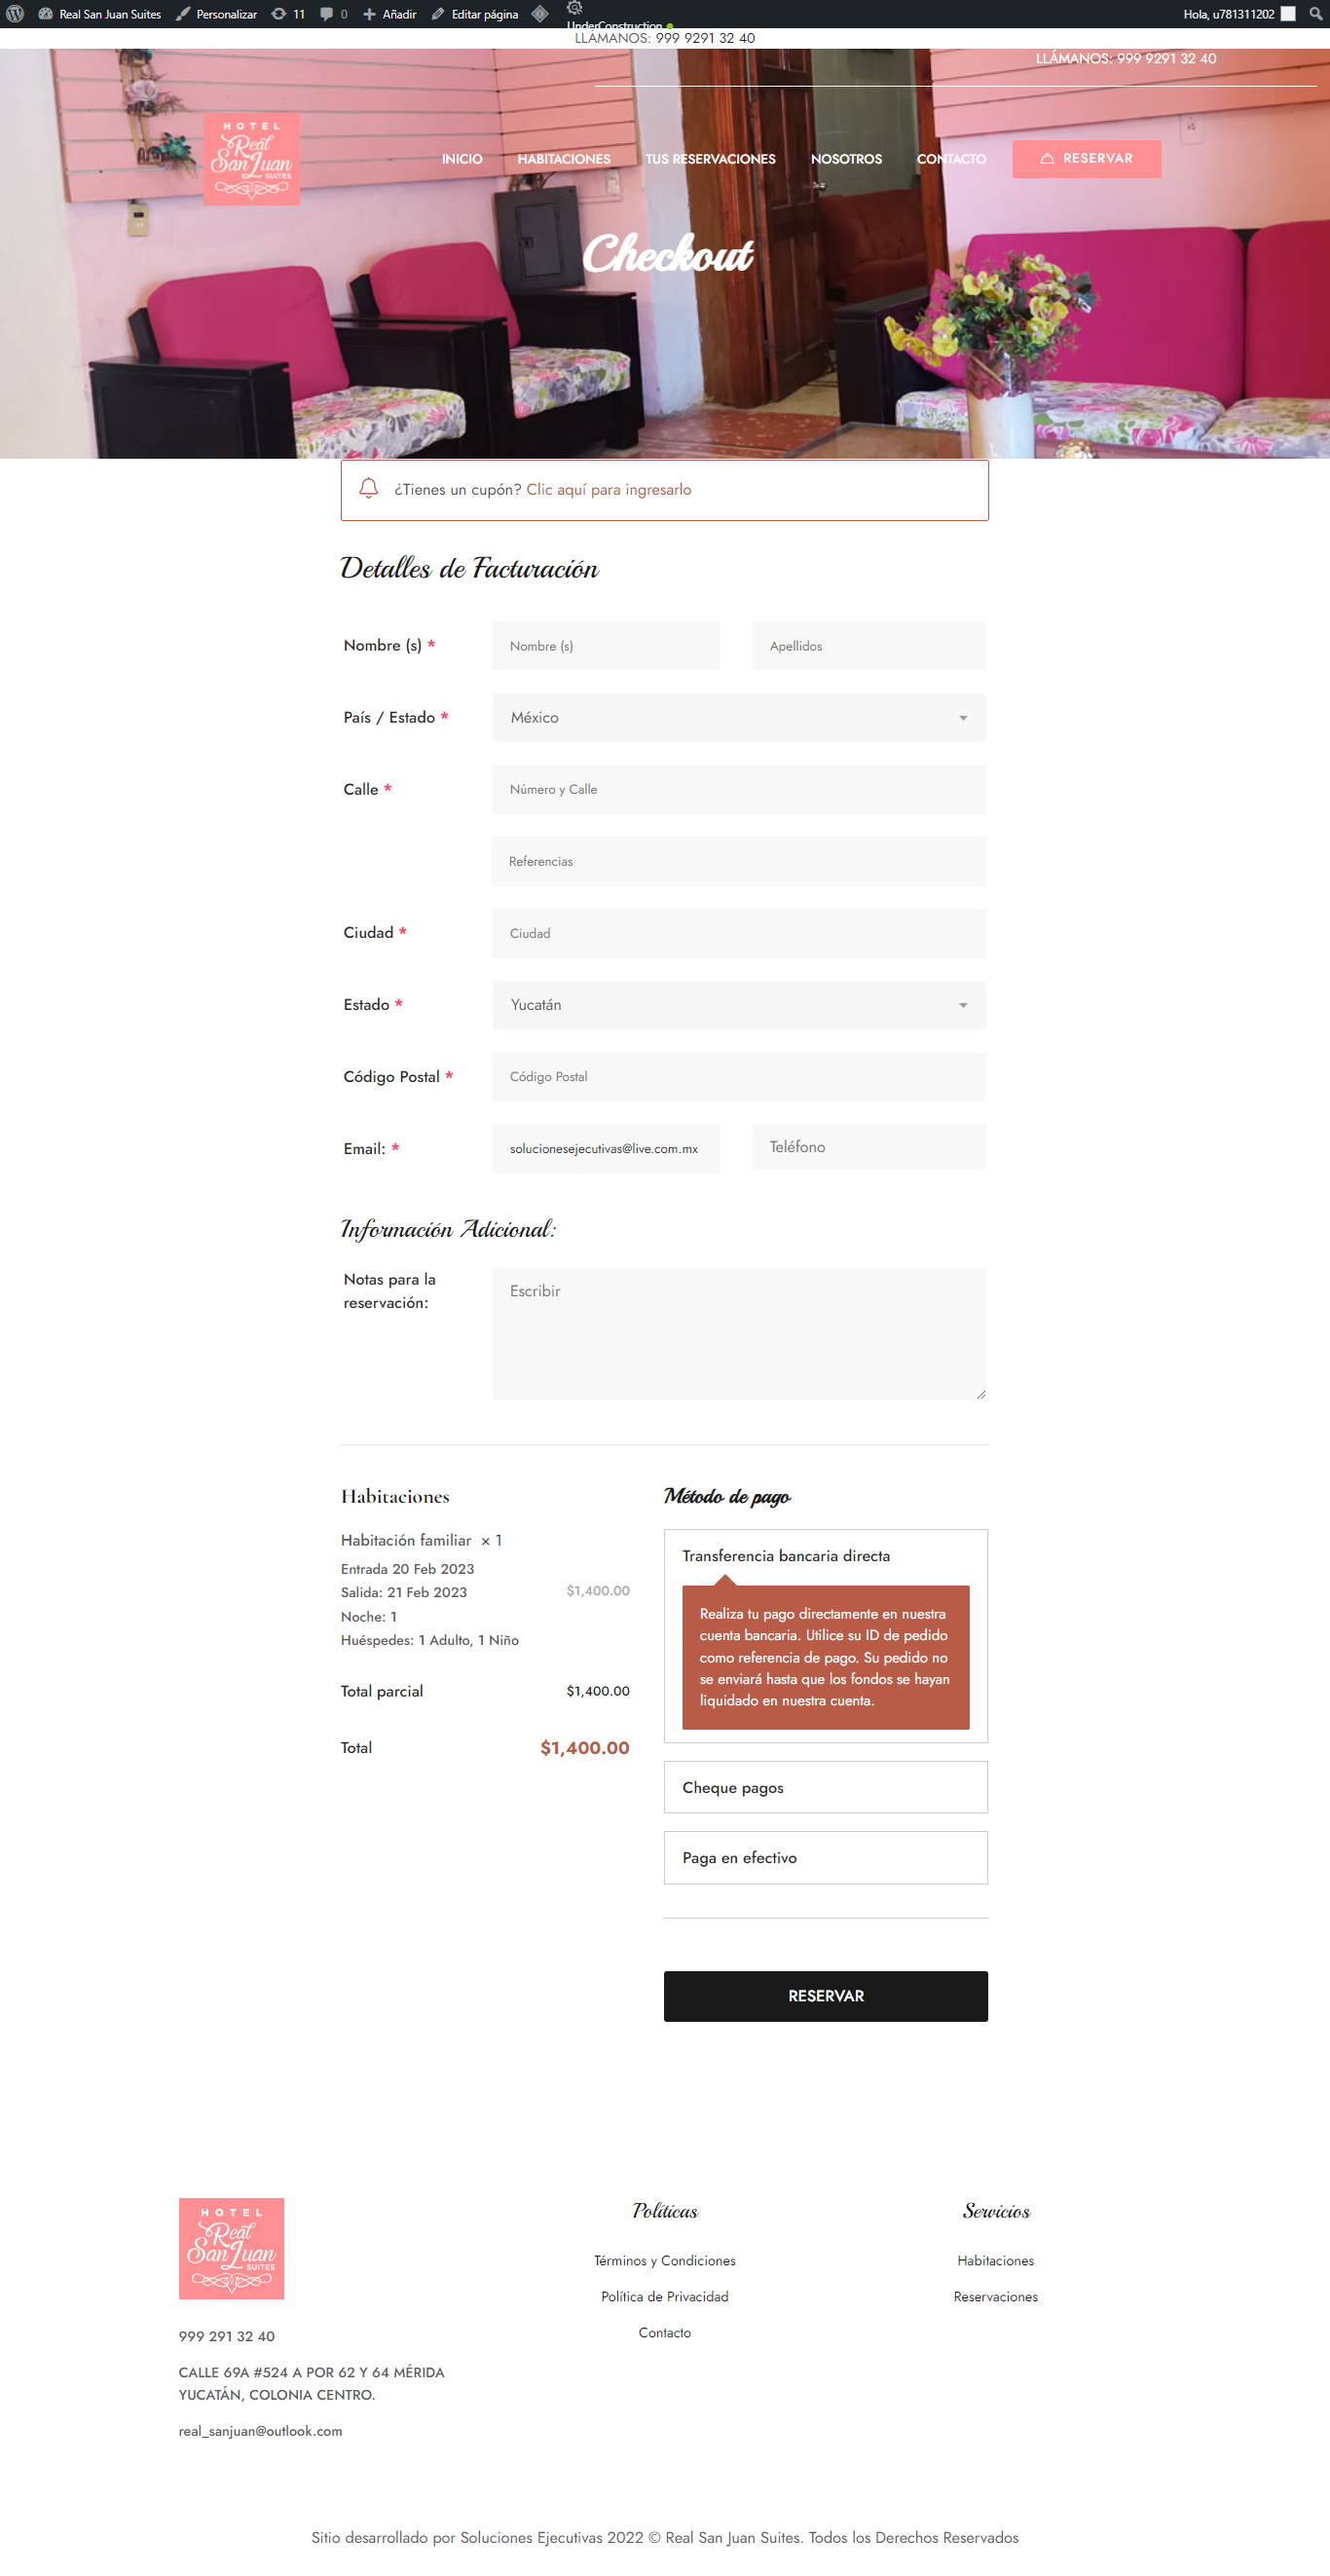 Real San Juan Suites Personalizar 11 0 Añadir Editar página UnderConstruction Hola, u781311202
LLÁMANOS: 999 9291 32 40
LLÁMANOS: 999 9291 32 40
HOTEL
Real
San Juan
SUITES
INICIO HABITACIONES TUS RESERVACIONES NOSOTROS CONTACTO RESERVAR
Checkout
¿Tienes un cupón? Clic aquí para ingresarlo
Detalles de Facturación
Nombre (s) * Nombre (s) Apellidos
País / Estado * México
Calle * Número y Calle
Referencias
Ciudad * Ciudad
Estado * Yucatán
Código Postal * Código Postal
Email: * solucionesejecutivas@live.com.mx Teléfono
Información Adicional:
Notas para la
reservación:
Escribir
Habitaciones
Habitación familiar × 1
Entrada 20 Feb 2023
Salida: 21 Feb 2023
Noche: 1
Huéspedes: 1 Adulto, 1 Niño
$1,400.00
Total parcial $1,400.00
Total $1,400.00
Método de pago
Transferencia bancaria directa
Realiza tu pago directamente en nuestra
cuenta bancaria. Utilice su ID de pedido
como referencia de pago. Su pedido no
se enviará hasta que los fondos se hayan
liquidado en nuestra cuenta.
Cheque pagos
Paga en efectivo
RESERVAR
HOTEL
Real
San Juan
SUITES
999 291 32 40
CALLE 69A #524 A POR 62 Y 64 MÉRIDA
YUCATÁN, COLONIA CENTRO.
real_sanjuan@outlook.com
Políticas
Términos y Condiciones
Política de Privacidad
Contacto
Servicios
Habitaciones
Reservaciones
Sitio desarrollado por Soluciones Ejecutivas 2022 © Real San Juan Suites. Todos los Derechos Reservados